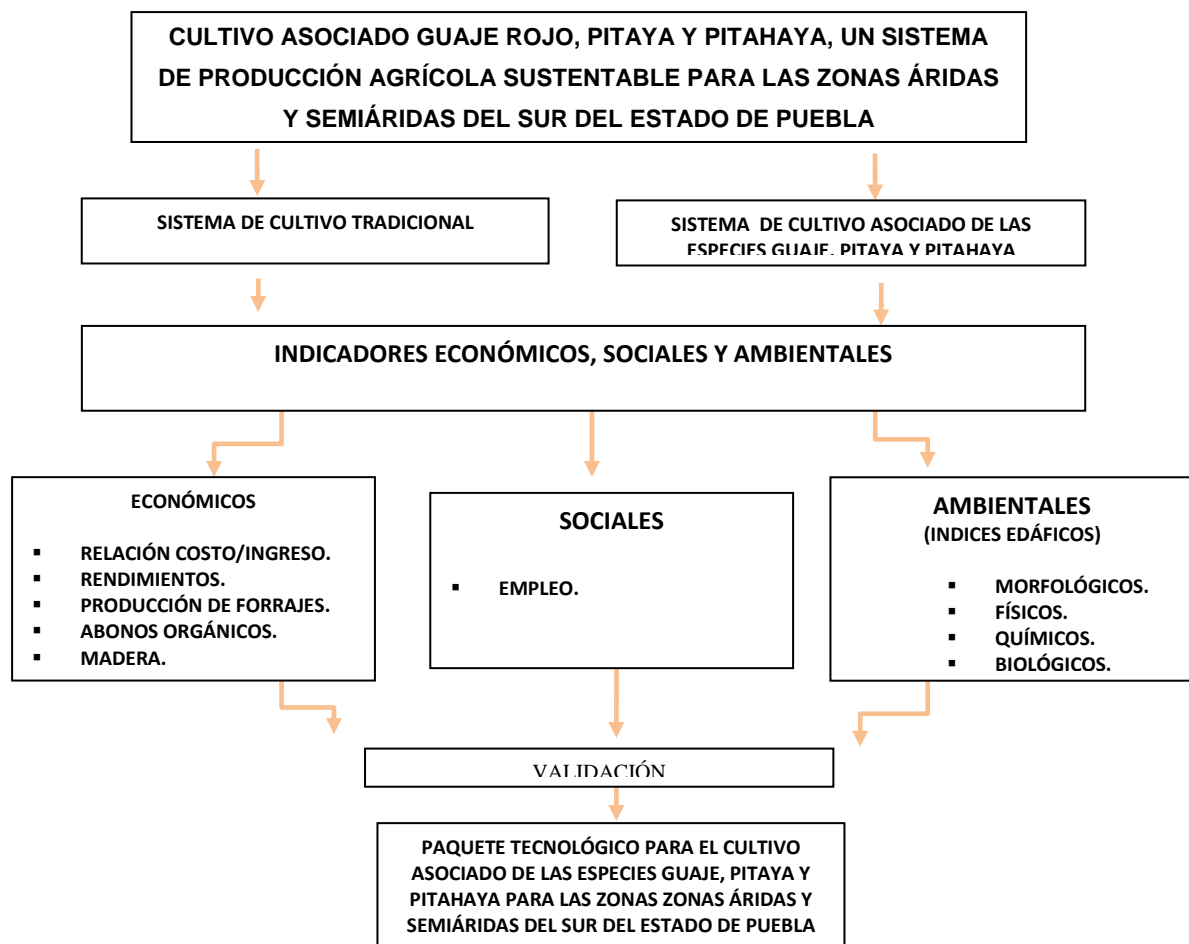 CULTIVO ASOCIADO GUAJE ROJO, PITAYA Y PITAHAYA, UN SISTEMA
DE PRODUCCIÓN AGRÍCOLA SUSTENTABLE PARA LAS ZONAS ÁRIDAS
Y SEMIÁRIDAS DEL SUR DEL ESTADO DE PUEBLA
SISTEMA DE CULTIVO TRADICIONAL
SISTEMA DE CULTIVO ASOCIADO DE LAS
ESPECIES GUAJE, PITAYA Y PITAHAYA
INDICADORES ECONÓMICOS, SOCIALES Y AMBIENTALES
ECONÓMICOS
▪ RELACIÓN COSTO/INGRESO.
▪ RENDIMIENTOS.
▪ PRODUCCIÓN DE FORRAJES.
▪ ABONOS ORGÁNICOS.
▪ MADERA.
SOCIALES
▪ EMPLEO.
AMBIENTALES
(INDICES EDÁFICOS)
▪ MORFOLÓGICOS.
▪ FÍSICOS.
▪ QUÍMICOS.
▪ BIOLÓGICOS.
VALIDACIÓN
PAQUETE TECNOLÓGICO PARA EL CULTIVO
ASOCIADO DE LAS ESPECIES GUAJE, PITAYA Y
PITAHAYA PARA LAS ZONAS ZONAS ÁRIDAS Y
SEMIÁRIDAS DEL SUR DEL ESTADO DE PUEBLA